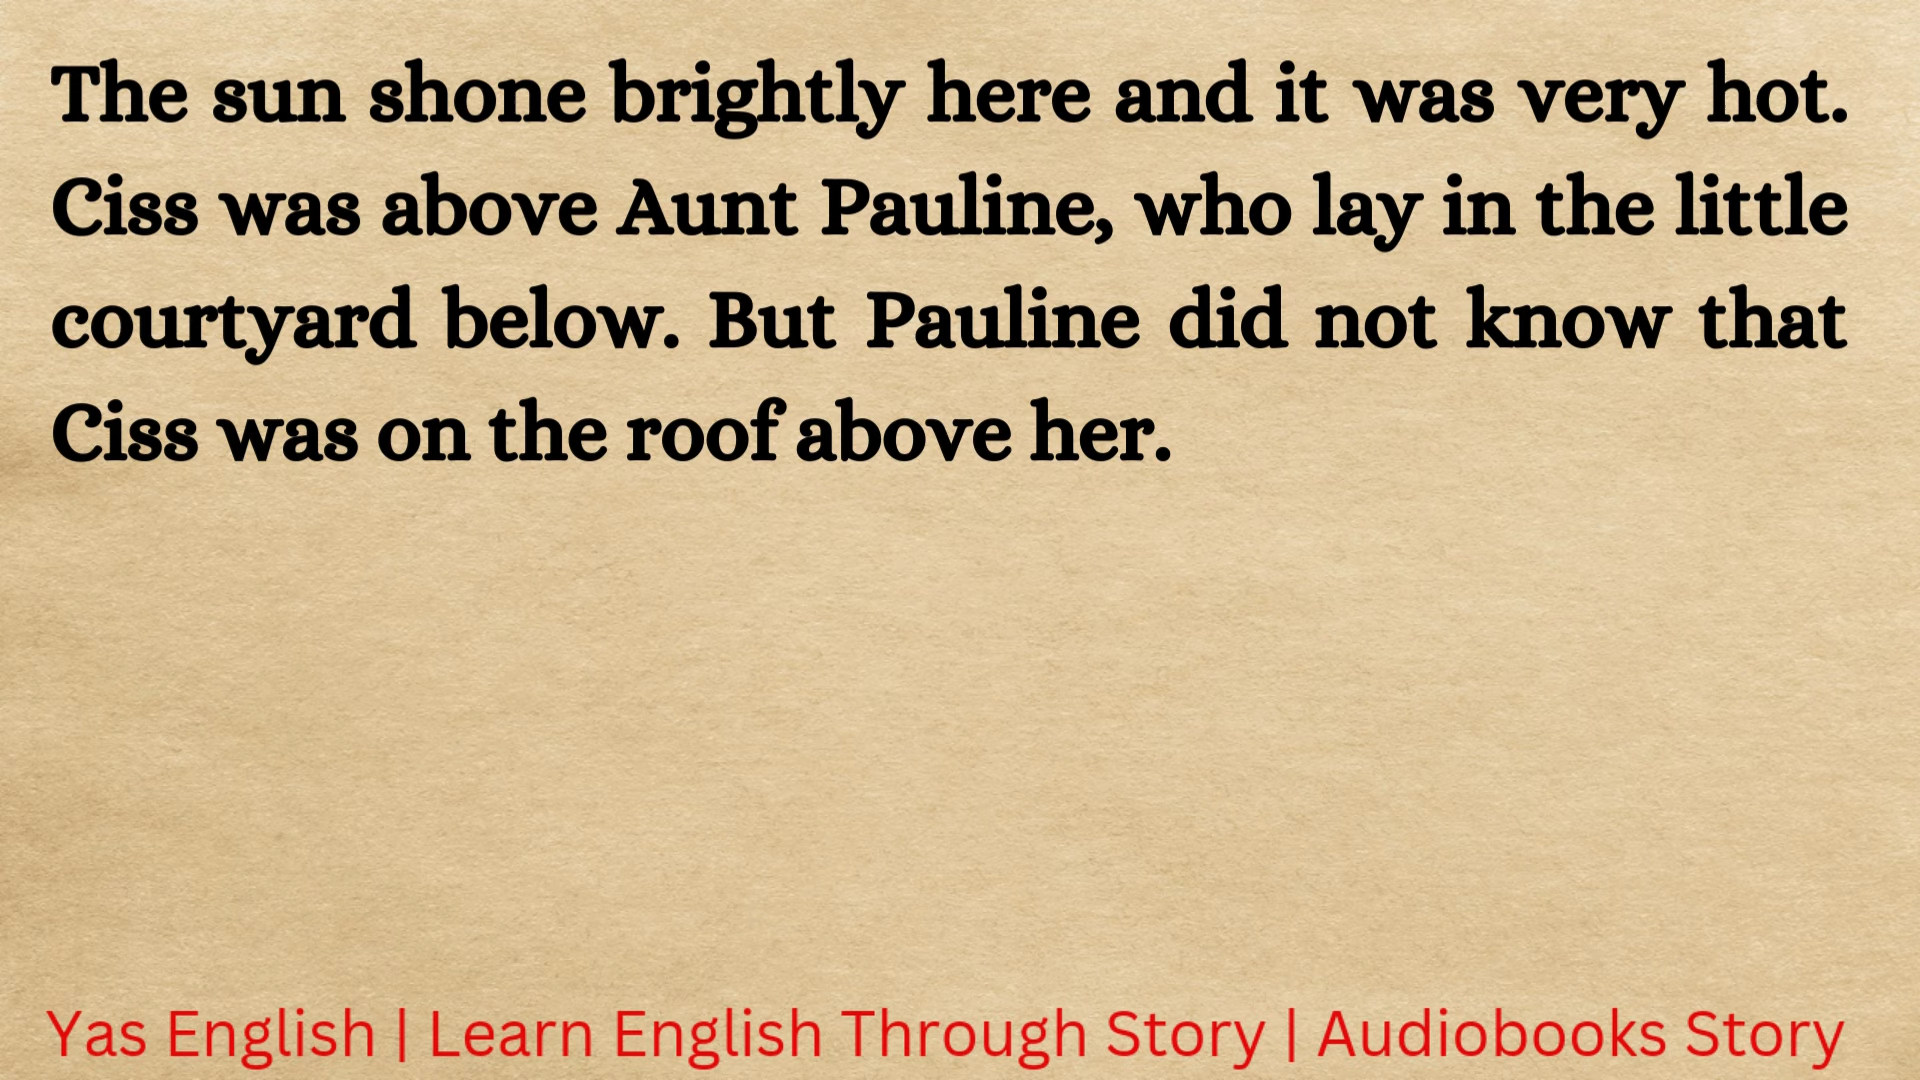 The sun shone brightly here and it was very hot.
Ciss was above Aunt Pauline, who lay in the little
courtyard below. But Pauline did not know that
Ciss was on the roof above her.
Yas English | Learn English Through Story | Audiobooks Story